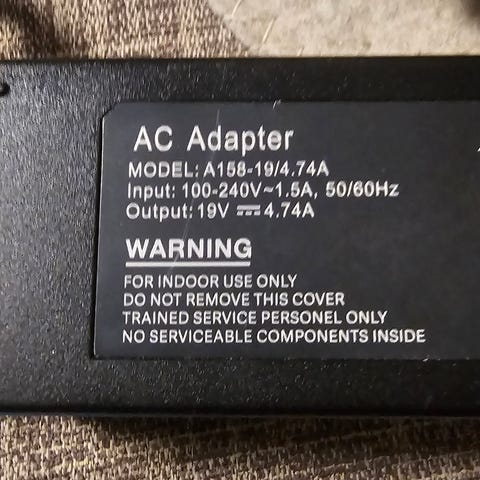 AC Adapter
MODEL: A158-19/4.74A
Input: 100-240V~1.5A, 50/60Hz
Output: 19V ⎓ 4.74A
WARNING
FOR INDOOR USE ONLY
DO NOT REMOVE THIS COVER
TRAINED SERVICE PERSONEL ONLY
NO SERVICEABLE COMPONENTS INSIDE